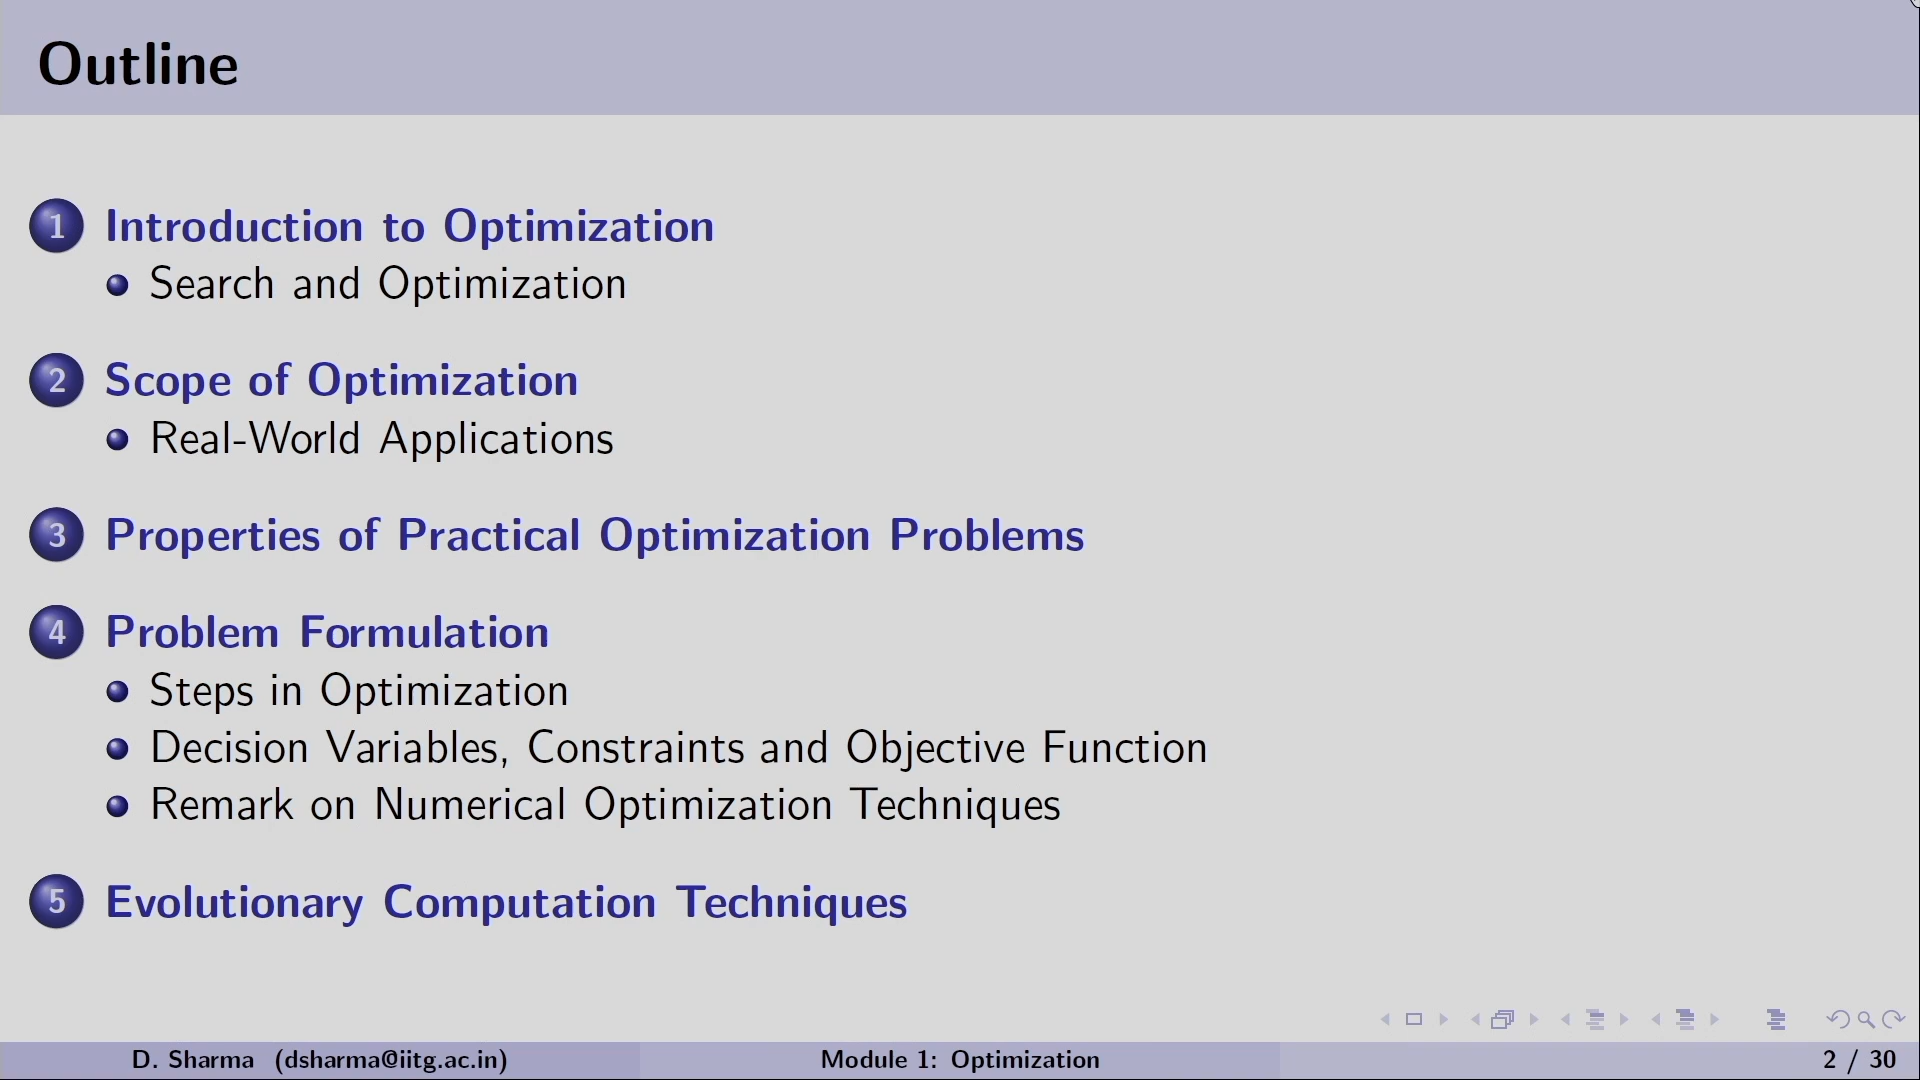 Outline
1 Introduction to Optimization
Search and Optimization
2 Scope of Optimization
Real-World Applications
3 Properties of Practical Optimization Problems
4 Problem Formulation
Steps in Optimization
Decision Variables, Constraints and Objective Function
Remark on Numerical Optimization Techniques
5 Evolutionary Computation Techniques
D. Sharma (dsharma@iitg.ac.in) Module 1: Optimization 2 / 30